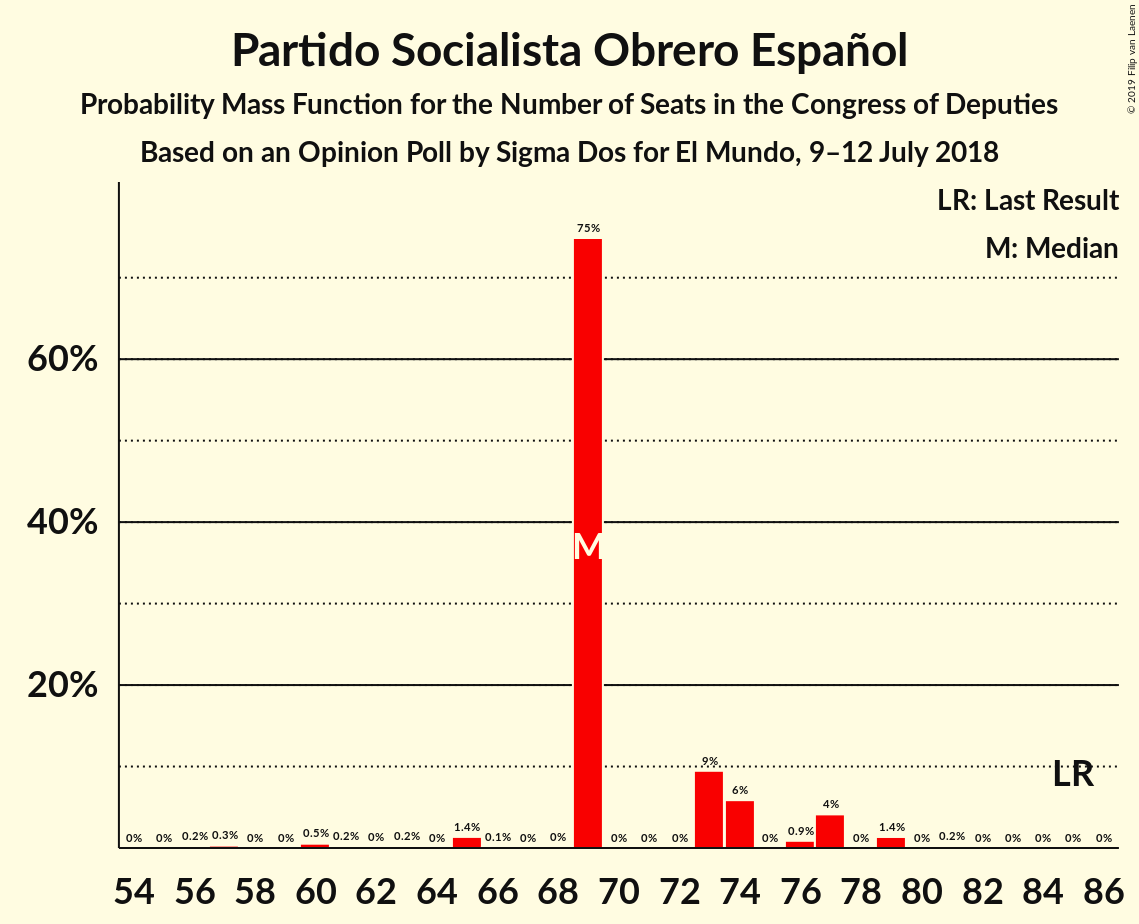 Partido Socialista Obrero Español
Probability Mass Function for the Number of Seats in the Congress of Deputies
Based on an Opinion Poll by Sigma Dos for El Mundo, 9–12 July 2018
© 2019 Filip van Laenen
LR: Last Result
M: Median
75%
60%
40%
M
20%
9%
LR
6%
4%
0% 0% 0.2% 0.3% 0% 0% 0.5% 0.2% 0% 0.2% 0% 1.4% 0.1% 0% 0% 0% 0% 0% 0% 0.9% 0% 1.4% 0% 0.2% 0% 0% 0% 0% 0%
54 56 58 60 62 64 66 68 70 72 74 76 78 80 82 84 86